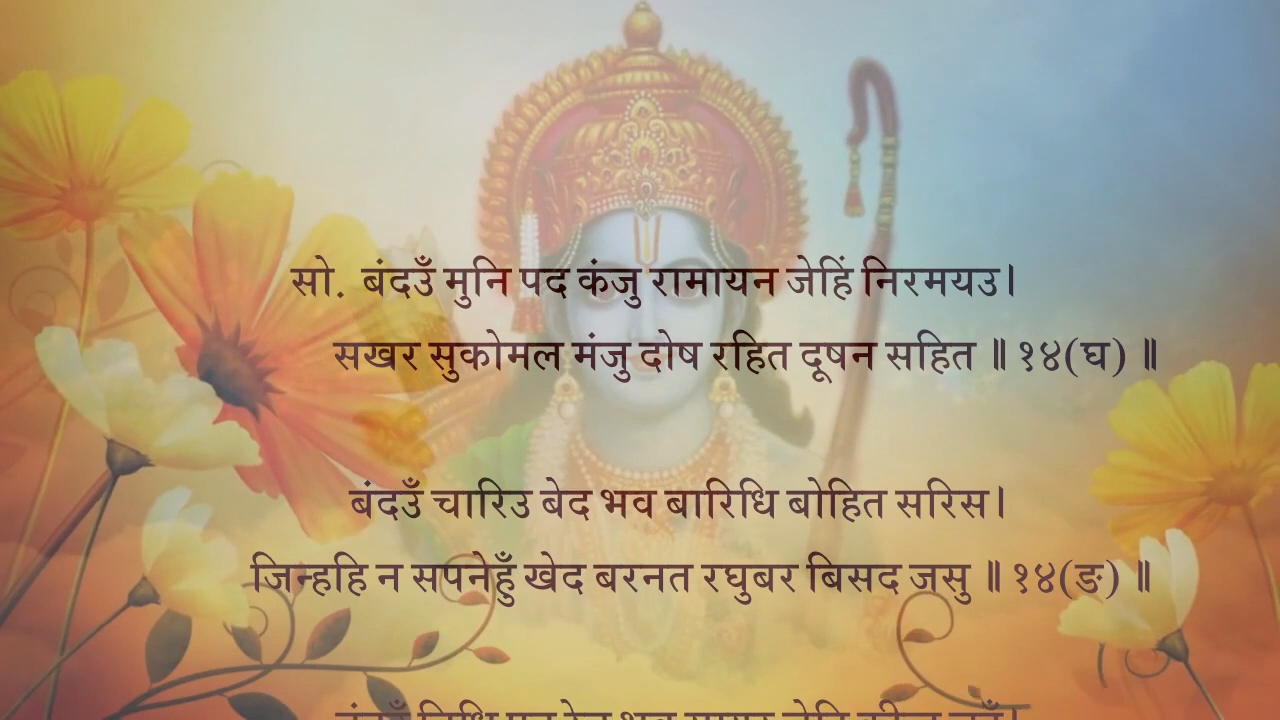 सो. बंदउँ मुनि पद कंजु रामायन जेहिं निरमयउ।
सखर सुकोमल मंजु दोष रहित दूषन सहित ॥ १४(घ) ॥
बंदउँ चारिउ बेद भव बारिधि बोहित सरिस।
जिन्हहि न सपनेहुँ खेद बरनत रघुबर बिसद जसु ॥ १४(ङ) ॥